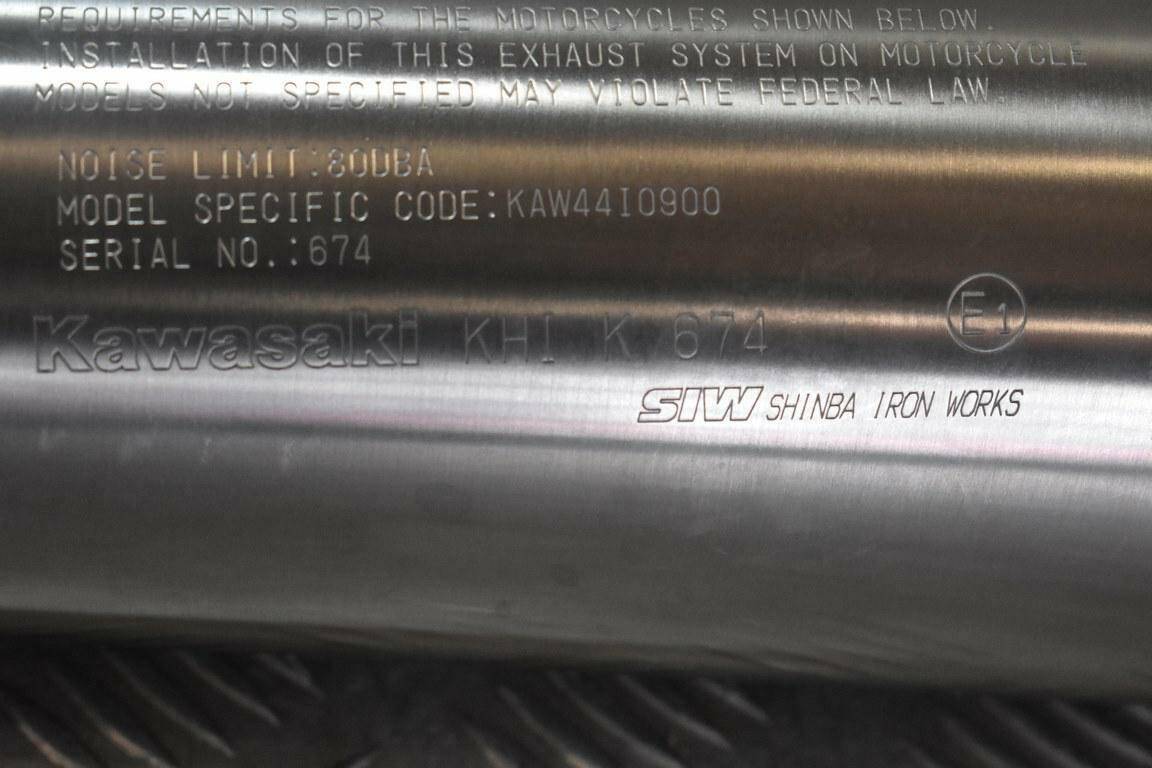 REQUIREMENTS FOR THE MOTORCYCLES SHOWN BELOW.
INSTALLATION OF THIS EXHAUST SYSTEM ON MOTORCYCLE
MODELS NOT SPECIFIED MAY VIOLATE FEDERAL LAW.
NOISE LIMIT:80DBA
MODEL SPECIFIC CODE:KAW44I0900
SERIAL NO.:674
Kawasaki KHI K 674
E1
SIW SHINBA IRON WORKS